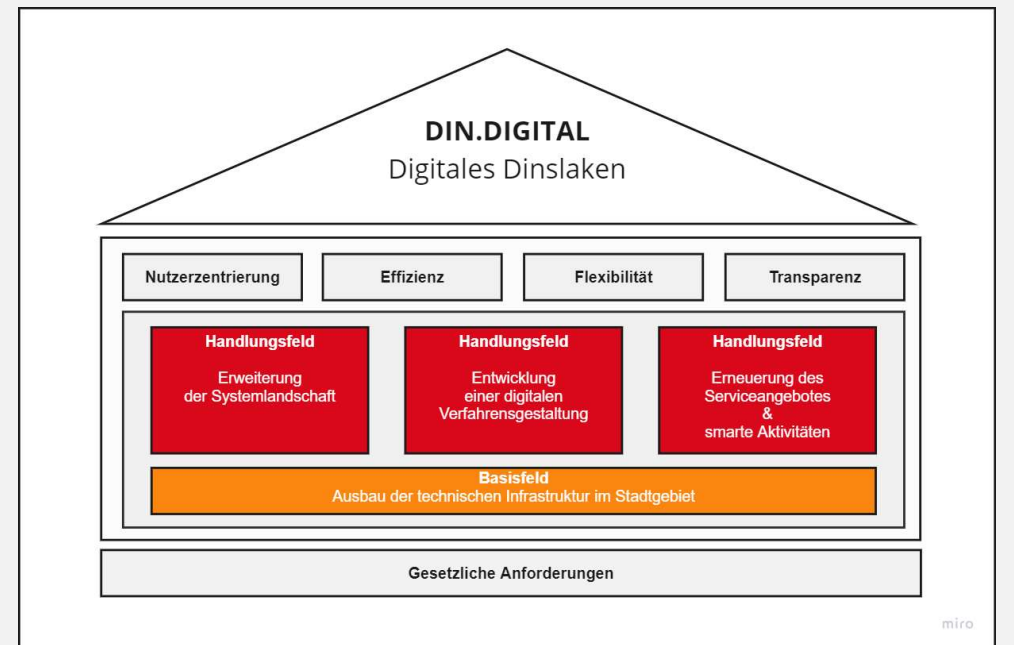 DIN.DIGITAL
Digitales Dinslaken
Nutzerzentrierung
Effizienz
Flexibilität
Transparenz
Handlungsfeld
Erweiterung
der Systemlandschaft
Handlungsfeld
Entwicklung
einer digitalen
Verfahrensgestaltung
Handlungsfeld
Erneuerung des
Serviceangebotes
&
smarte Aktivitäten
Basisfeld
Ausbau der technischen Infrastruktur im Stadtgebiet
Gesetzliche Anforderungen
miro